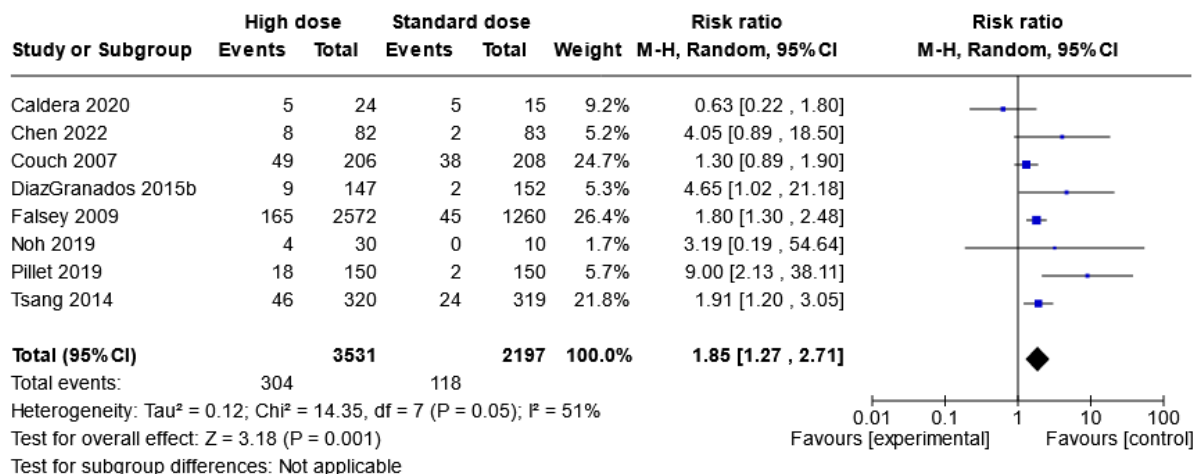 High dose Standard dose Risk ratio Risk ratio
Study or Subgroup Events Total Events Total Weight M-H, Random, 95% CI M-H, Random, 95% CI
Caldera 2020 5 24 5 15 9.2% 0.63 [0.22 , 1.80]
Chen 2022 8 82 2 83 5.2% 4.05 [0.89 , 18.50]
Couch 2007 49 206 38 208 24.7% 1.30 [0.89 , 1.90]
DiazGranados 2015b 9 147 2 152 5.3% 4.65 [1.02 , 21.18]
Falsey 2009 165 2572 45 1260 26.4% 1.80 [1.30 , 2.48]
Noh 2019 4 30 0 10 1.7% 3.19 [0.19 , 54.64]
Pillet 2019 18 150 2 150 5.7% 9.00 [2.13 , 38.11]
Tsang 2014 46 320 24 319 21.8% 1.91 [1.20 , 3.05]
Total (95% CI) 3531 2197 100.0% 1.85 [1.27 , 2.71]
Total events: 304 118
Heterogeneity: Tau² = 0.12; Chi² = 14.35, df = 7 (P = 0.05); I² = 51%
0.01 0.1 1 10 100
Test for overall effect: Z = 3.18 (P = 0.001)
Favours [experimental] Favours [control]
Test for subgroup differences: Not applicable